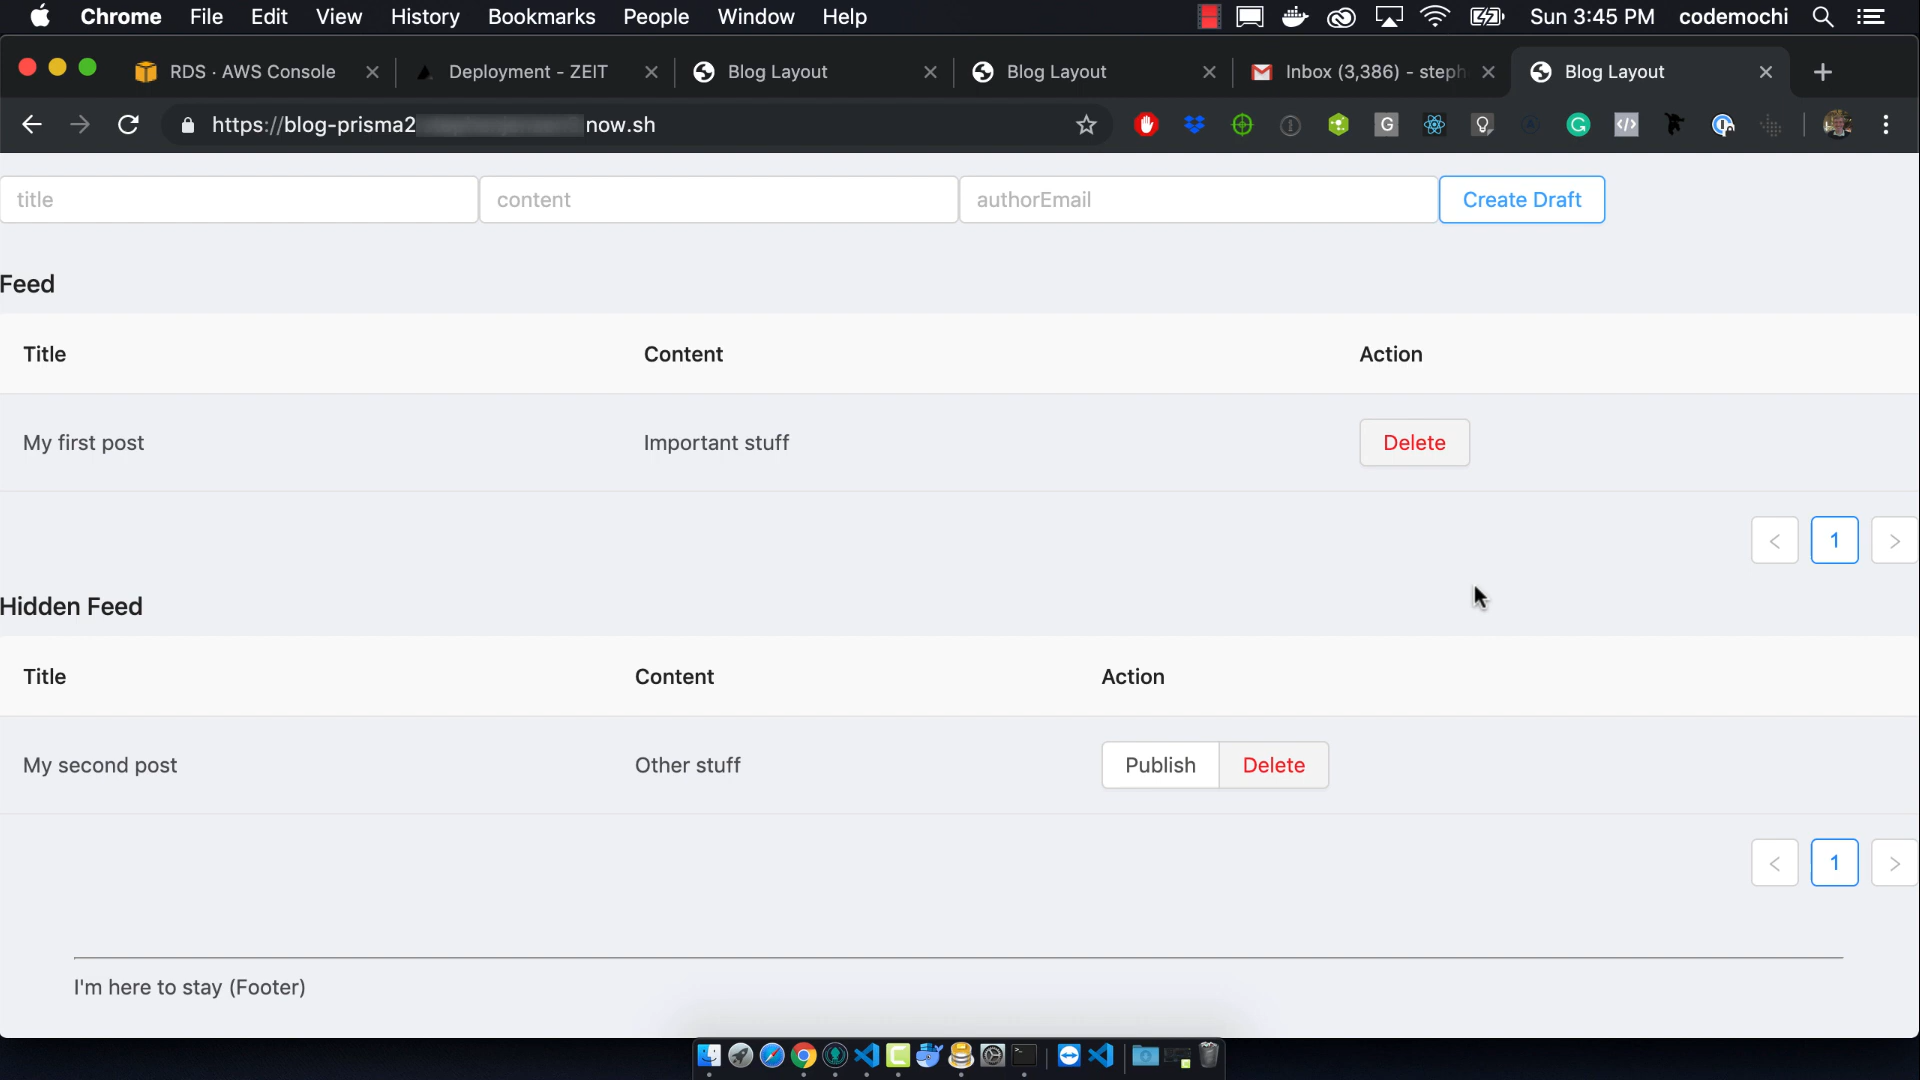 Chrome File Edit View History Bookmarks People Window Help Sun 3:45 PM codemochi
RDS · AWS Console Deployment - ZEIT Blog Layout Blog Layout Inbox (3,386) - steph Blog Layout
https://blog-prisma2 now.sh
title content authorEmail Create Draft
Feed
Title Content Action
My first post Important stuff Delete
< 1 >
Hidden Feed
Title Content Action
My second post Other stuff Publish Delete
< 1 >
I'm here to stay (Footer)